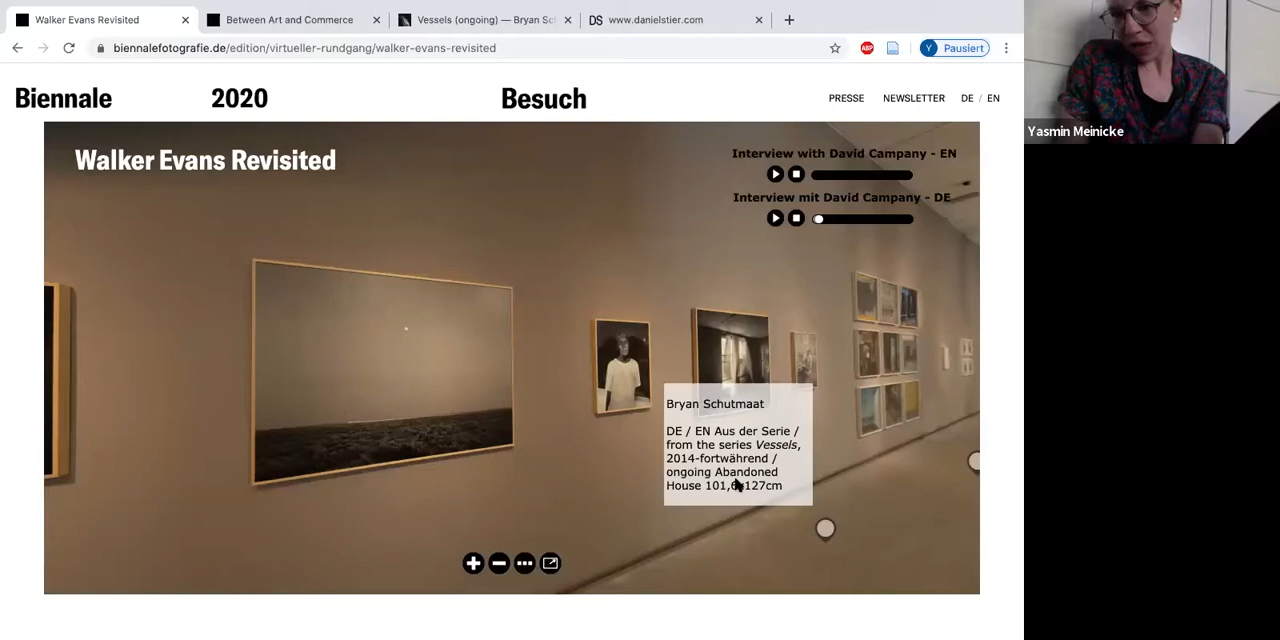 Walker Evans Revisited
Between Art and Commerce
Vessels (ongoing) — Bryan Sc
DS www.danielstier.com
biennalefotografie.de/edition/virtueller-rundgang/walker-evans-revisited
ABP
Y Pausiert
Biennale 2020 Besuch
PRESSE NEWSLETTER DE / EN
Walker Evans Revisited
Interview with David Campany - EN
Interview mit David Campany - DE
Bryan Schutmaat
DE / EN Aus der Serie /
from the series Vessels,
2014-fortwährend /
ongoing Abandoned
House 101,6x127cm
Yasmin Meinicke